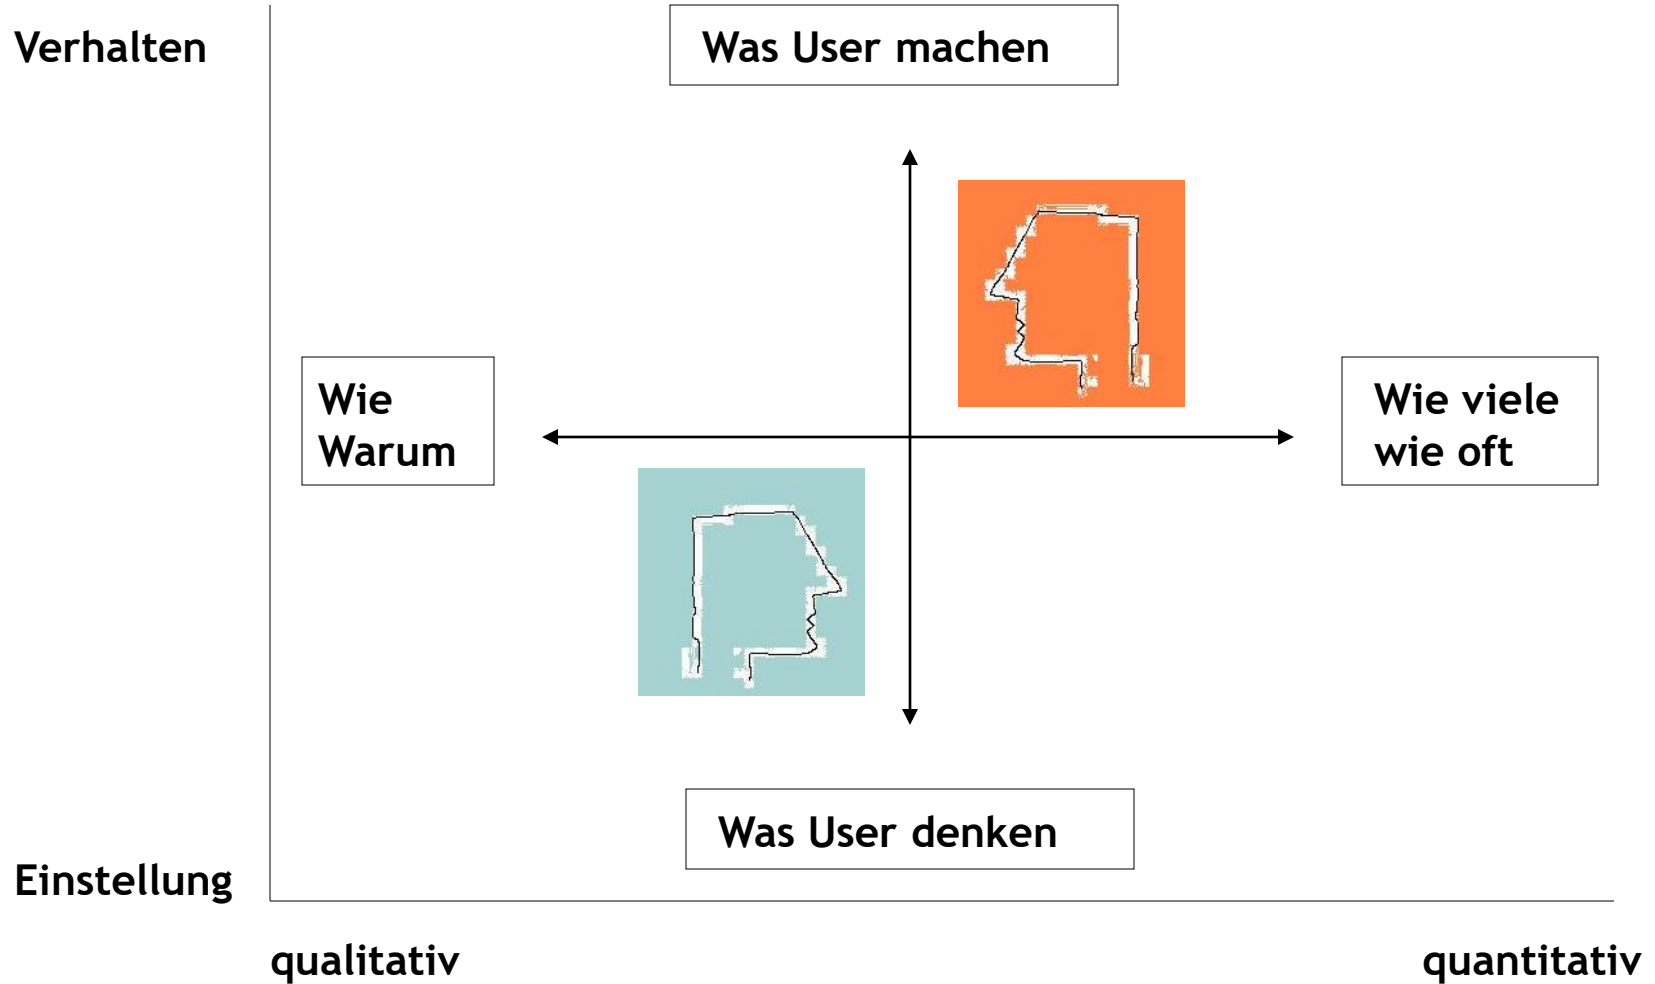 Verhalten
Was User machen
Wie
Warum
Wie viele
wie oft
Was User denken
Einstellung
qualitativ
quantitativ